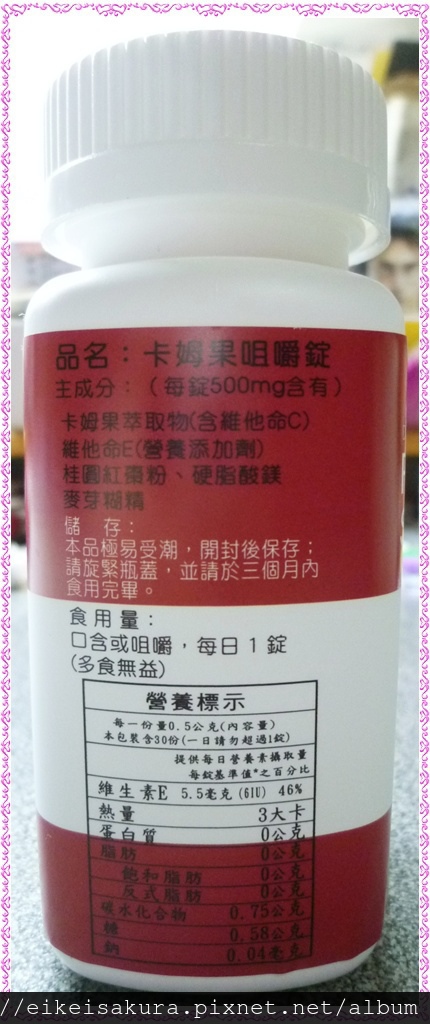 品名：卡姆果咀嚼錠
主成分：（每錠500mg含有）
卡姆果萃取物(含維他命C)
維他命E(營養添加劑)
桂圓紅棗粉、硬脂酸鎂
麥芽糊精
儲　存：
本品極易受潮，開封後保存；
請旋緊瓶蓋，並請於三個月內
食用完畢。
食用量：
口含或咀嚼，每日1錠
(多食無益)
營養標示
每一份量0.5公克(內容量)
本包裝含30份(一日請勿超過1錠)
提供每日營養素攝取量
每錠基準值*之百分比
維生素E 5.5毫克(6IU) 46%
熱量 3大卡
蛋白質 0公克
脂肪 0公克
飽和脂肪 0公克
反式脂肪 0公克
碳水化合物 0.75公克
糖 0.58公克
鈉 0.04毫克
//eikeisakura.pixnet.net/album